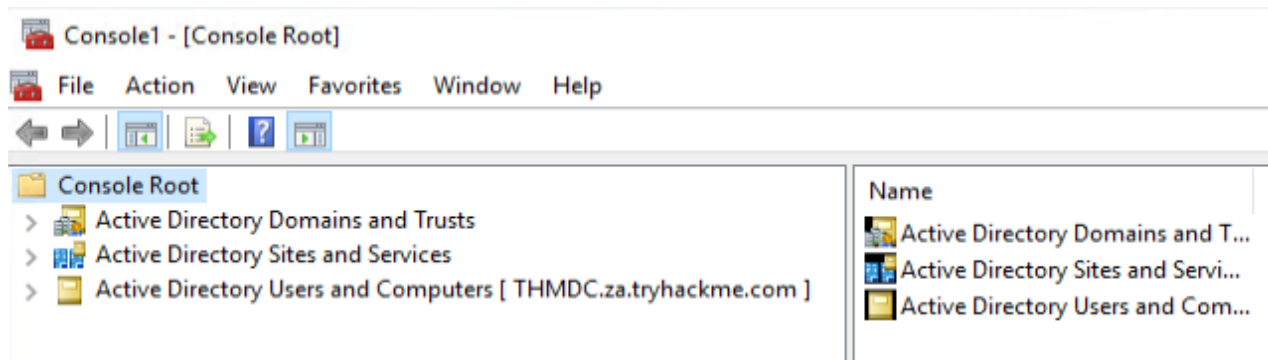 Console1 - [Console Root]
File Action View Favorites Window Help
Console Root
Active Directory Domains and Trusts
Active Directory Sites and Services
Active Directory Users and Computers [ THMDC.za.tryhackme.com ]
Name
Active Directory Domains and T...
Active Directory Sites and Servi...
Active Directory Users and Com...